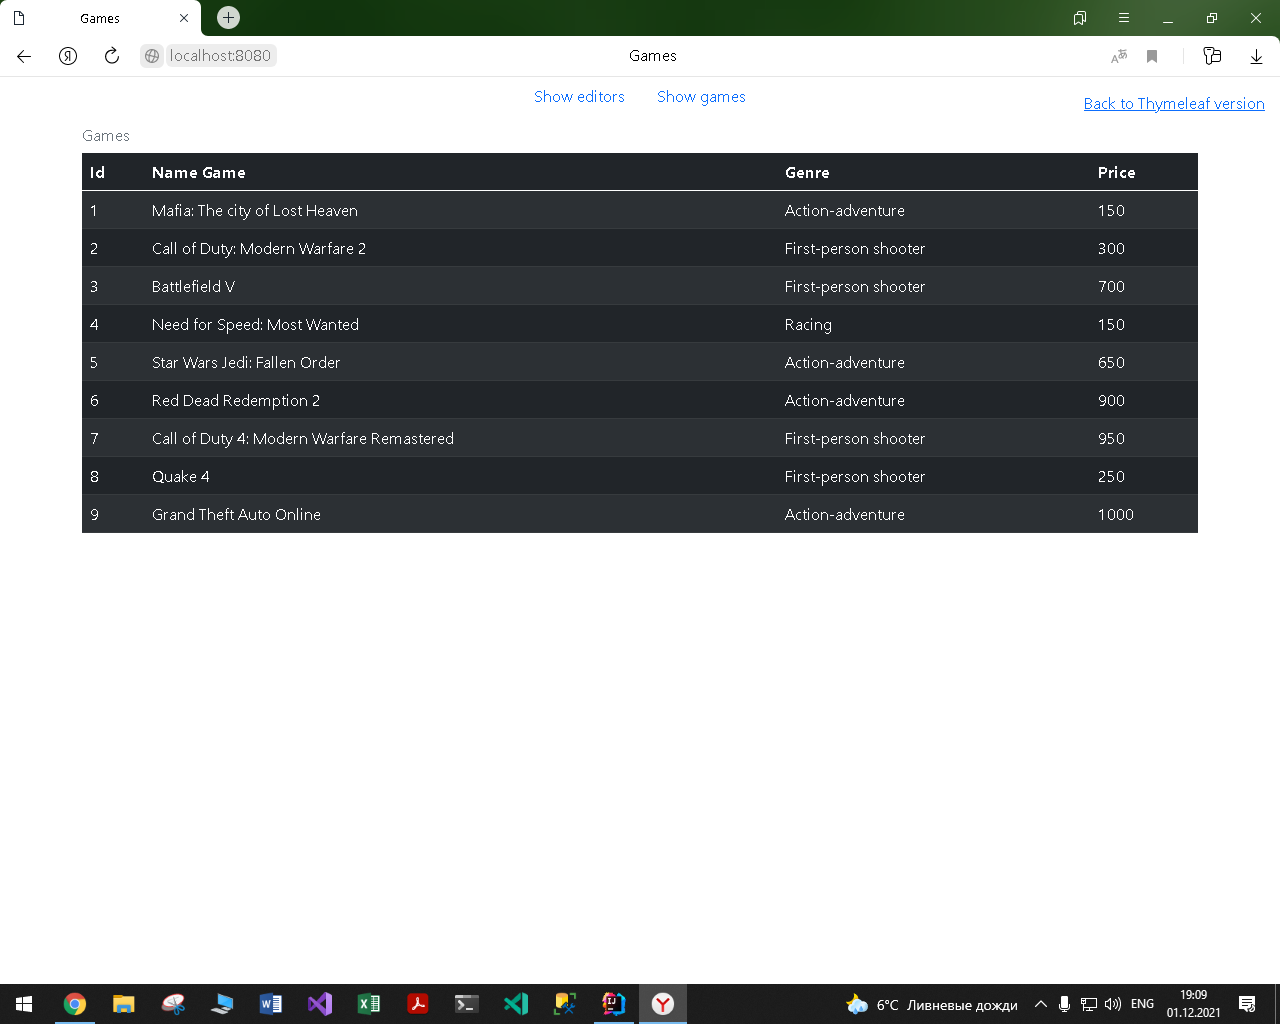 Games
localhost:8080
Games
Show editors Show games
Back to Thymeleaf version
Games
Id Name Game Genre Price
1 Mafia: The city of Lost Heaven Action-adventure 150
2 Call of Duty: Modern Warfare 2 First-person shooter 300
3 Battlefield V First-person shooter 700
4 Need for Speed: Most Wanted Racing 150
5 Star Wars Jedi: Fallen Order Action-adventure 650
6 Red Dead Redemption 2 Action-adventure 900
7 Call of Duty 4: Modern Warfare Remastered First-person shooter 950
8 Quake 4 First-person shooter 250
9 Grand Theft Auto Online Action-adventure 1000
6°C Ливневые дожди
ENG
19:09
01.12.2021